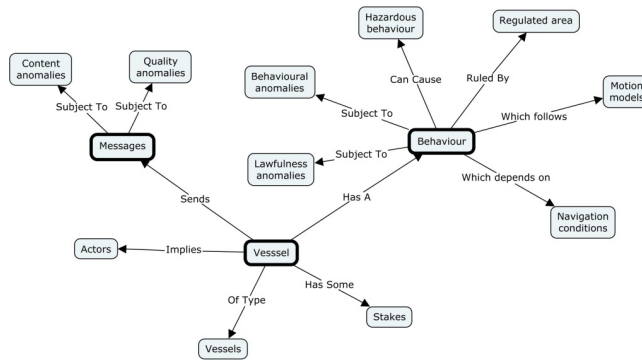 Hazardous
behaviour
Regulated area
Content
anomalies
Quality
anomalies
Can Cause
Ruled By
Behavioural
anomalies
Motion
models
Subject To
Subject To
Subject To
Which follows
Messages
Behaviour
Subject To
Lawfulness
anomalies
Which depends on
Sends
Has A
Navigation
conditions
Actors
Implies
Vesssel
Has Some
Of Type
Stakes
Vessels